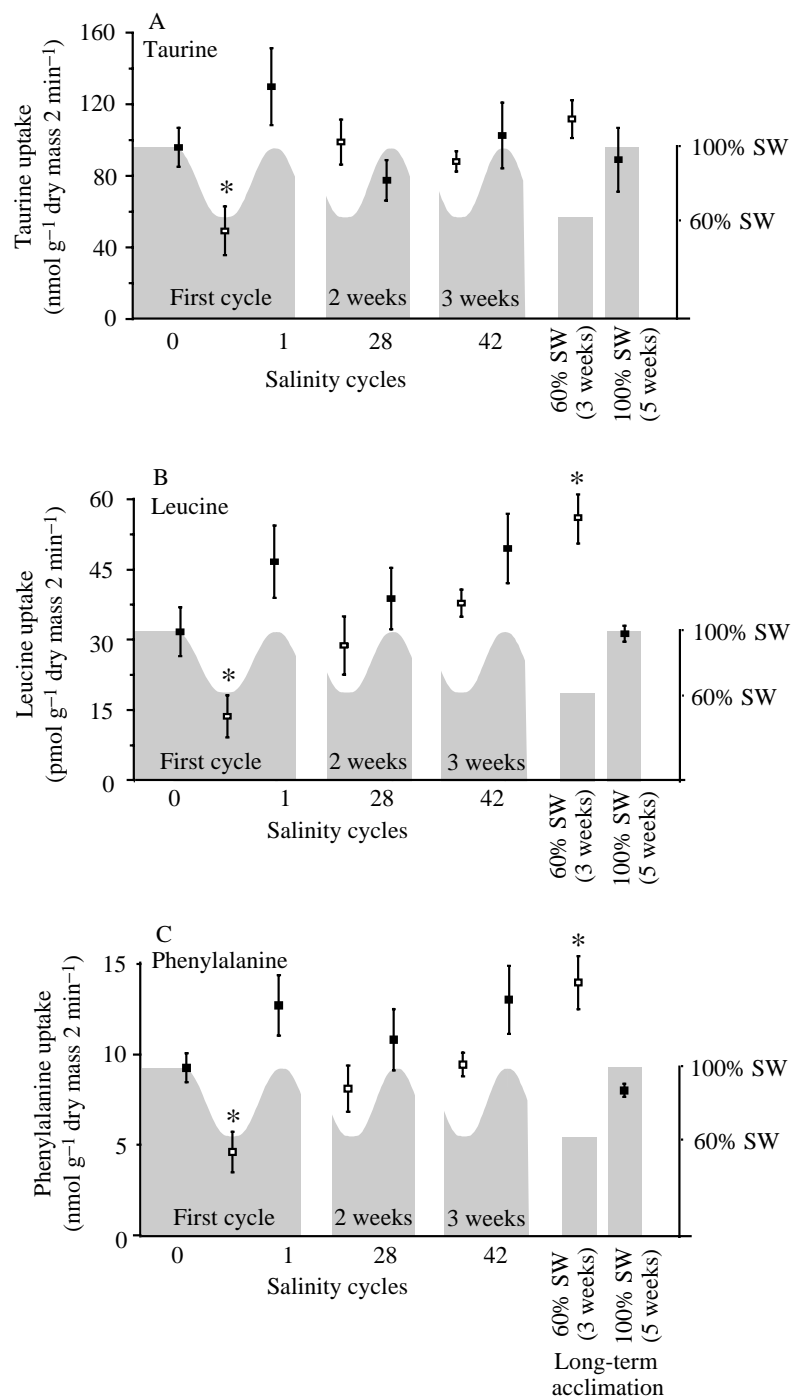 A
Taurine
Taurine uptake
(nmol g⁻¹ dry mass 2 min⁻¹)
160
120
80
40
0
*
100% SW
60% SW
First cycle
2 weeks
3 weeks
0
1
28
42
Salinity cycles
60% SW
(3 weeks)
100% SW
(5 weeks)
B
Leucine
Leucine uptake
(pmol g⁻¹ dry mass 2 min⁻¹)
60
45
30
15
0
*
*
100% SW
60% SW
First cycle
2 weeks
3 weeks
0
1
28
42
Salinity cycles
60% SW
(3 weeks)
100% SW
(5 weeks)
C
Phenylalanine
Phenylalanine uptake
(nmol g⁻¹ dry mass 2 min⁻¹)
15
10
5
0
*
*
100% SW
60% SW
First cycle
2 weeks
3 weeks
0
1
28
42
Salinity cycles
60% SW
(3 weeks)
100% SW
(5 weeks)
Long-term
acclimation